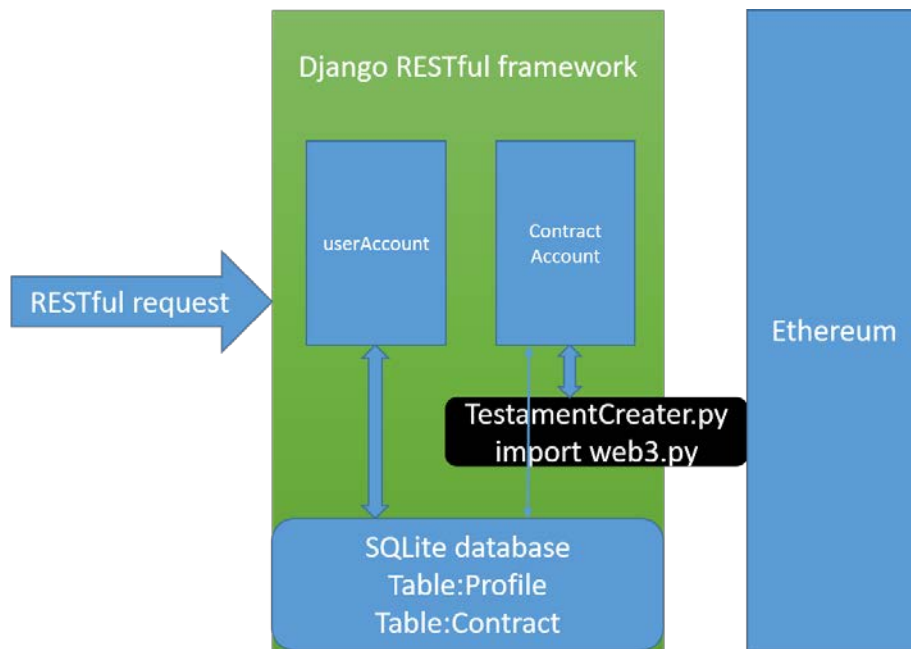 Django RESTful framework
userAccount
Contract
Account
RESTful request
Ethereum
TestamentCreater.py
import web3.py
SQLite database
Table:Profile
Table:Contract